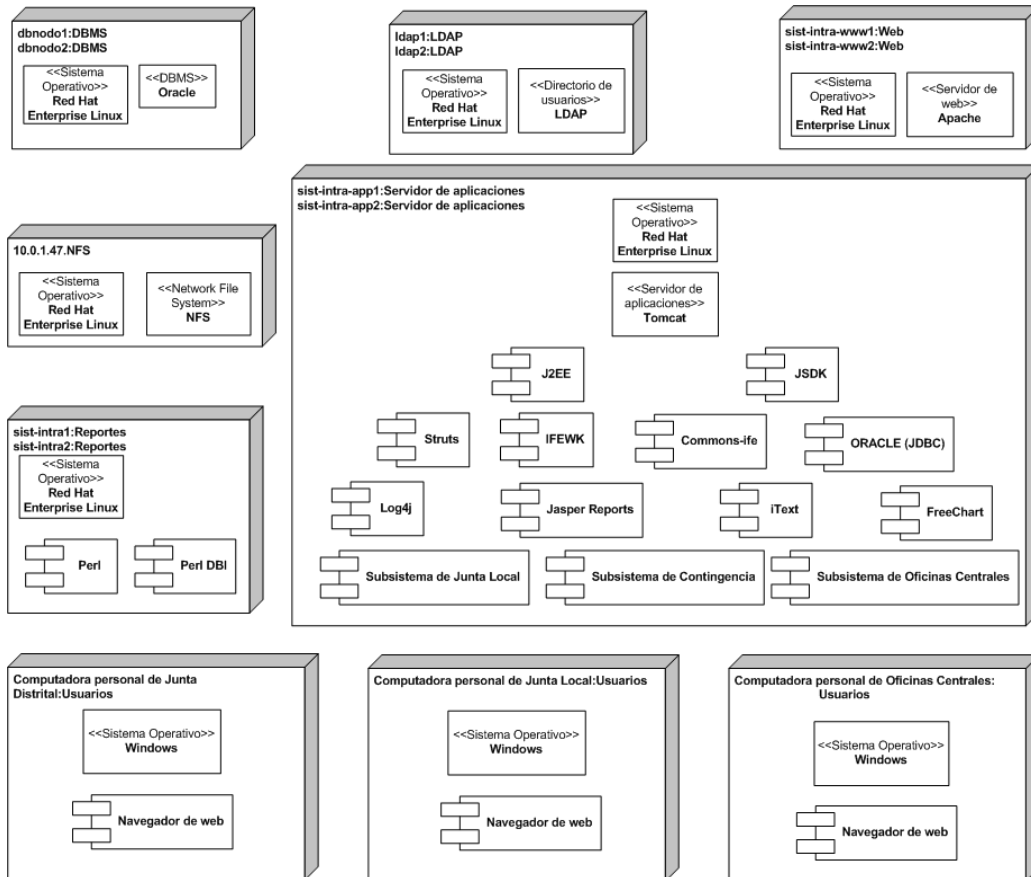 dbnodo1:DBMS
dbnodo2:DBMS
<<Sistema
Operativo>>
Red Hat
Enterprise Linux
<<DBMS>>
Oracle
ldap1:LDAP
ldap2:LDAP
<<Sistema
Operativo>>
Red Hat
Enterprise Linux
<<Directorio de
usuarios>>
LDAP
sist-intra-www1:Web
sist-intra-www2:Web
<<Sistema
Operativo>>
Red Hat
Enterprise Linux
<<Servidor de
web>>
Apache
10.0.1.47.NFS
<<Sistema
Operativo>>
Red Hat
Enterprise Linux
<<Network File
System>>
NFS
sist-intra-app1:Servidor de aplicaciones
sist-intra-app2:Servidor de aplicaciones
<<Sistema
Operativo>>
Red Hat
Enterprise Linux
<<Servidor de
aplicaciones>>
Tomcat
J2EE
JSDK
Struts
IFEWK
Commons-ife
ORACLE (JDBC)
Log4j
Jasper Reports
iText
FreeChart
Subsistema de Junta Local
Subsistema de Contingencia
Subsistema de Oficinas Centrales
sist-intra1:Reportes
sist-intra2:Reportes
<<Sistema
Operativo>>
Red Hat
Enterprise Linux
Perl
Perl DBI
Computadora personal de Junta
Distrital:Usuarios
<<Sistema Operativo>>
Windows
Navegador de web
Computadora personal de Junta Local:Usuarios
<<Sistema Operativo>>
Windows
Navegador de web
Computadora personal de Oficinas Centrales:
Usuarios
<<Sistema Operativo>>
Windows
Navegador de web